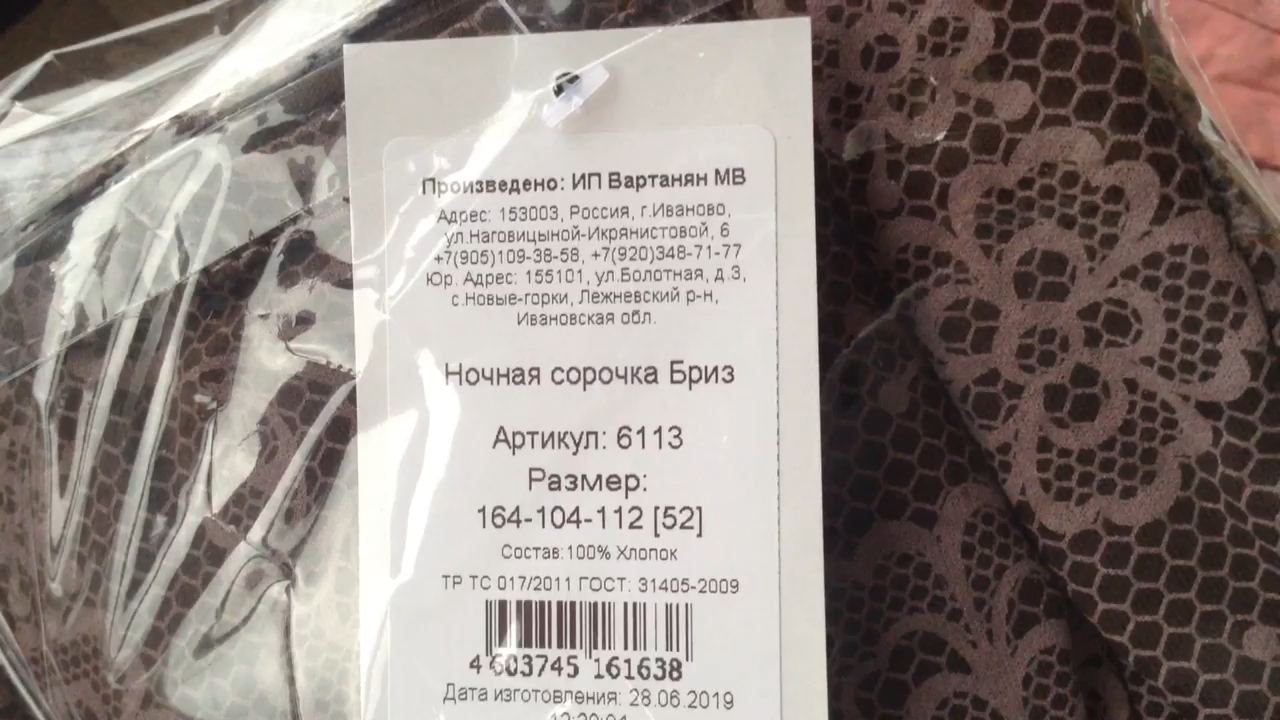 Произведено: ИП Вартанян МВ
Адрес: 153003, Россия, г.Иваново,
ул.Наговицыной-Икрянистовой, 6
+7(905)109-38-58, +7(920)348-71-77
Юр. Адрес: 155101, ул.Болотная, д.3,
с.Новые-горки, Лежневский р-н,
Ивановская обл.
Ночная сорочка Бриз
Артикул: 6113
Размер:
164-104-112 [52]
Состав:100% Хлопок
ТР ТС 017/2011 ГОСТ: 31405-2009
4 603745 161638
Дата изготовления: 28.06.2019